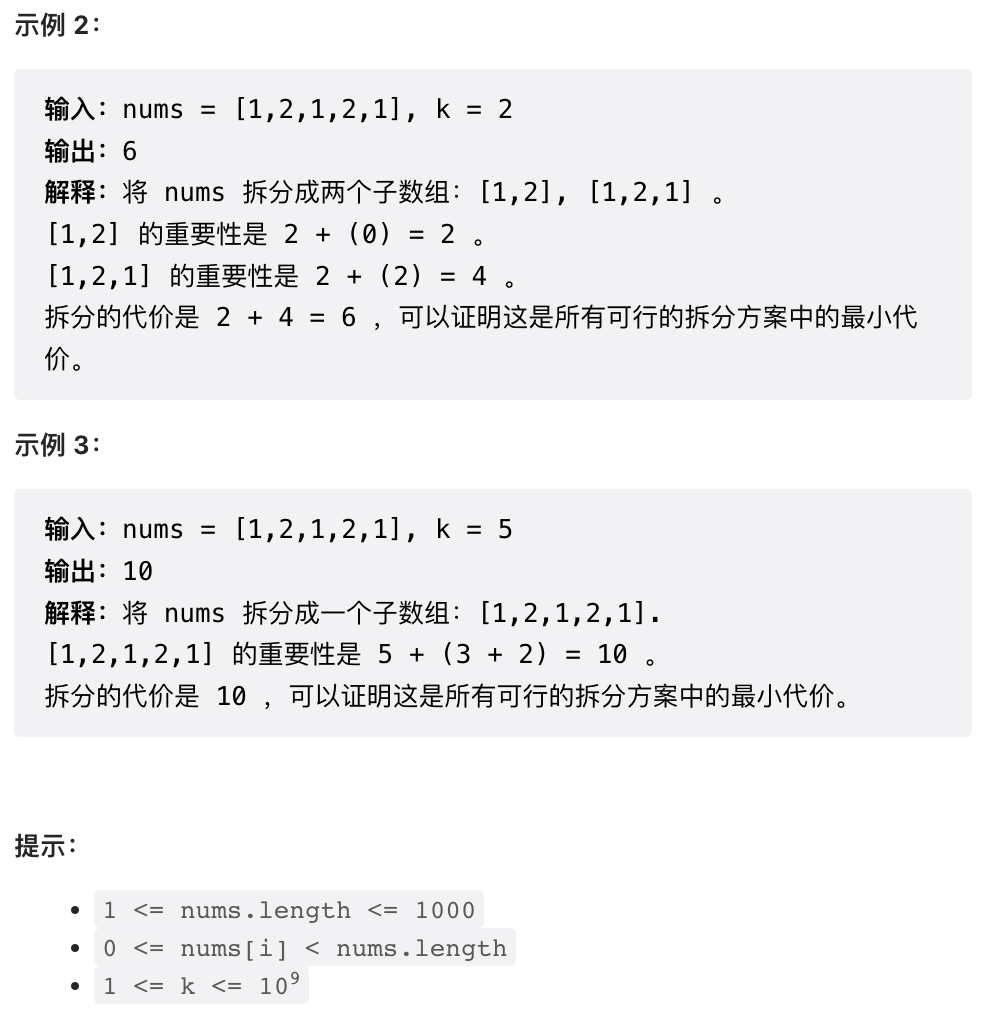 示例 2：
输入：nums = [1,2,1,2,1], k = 2
输出：6
解释：将 nums 拆分成两个子数组：[1,2], [1,2,1] 。
[1,2] 的重要性是 2 + (0) = 2 。
[1,2,1] 的重要性是 2 + (2) = 4 。
拆分的代价是 2 + 4 = 6 ，可以证明这是所有可行的拆分方案中的最小代
价。
示例 3：
输入：nums = [1,2,1,2,1], k = 5
输出：10
解释：将 nums 拆分成一个子数组：[1,2,1,2,1].
[1,2,1,2,1] 的重要性是 5 + (3 + 2) = 10 。
拆分的代价是 10 ，可以证明这是所有可行的拆分方案中的最小代价。
提示：
• 1 <= nums.length <= 1000
• 0 <= nums[i] < nums.length
• 1 <= k <= 10⁹